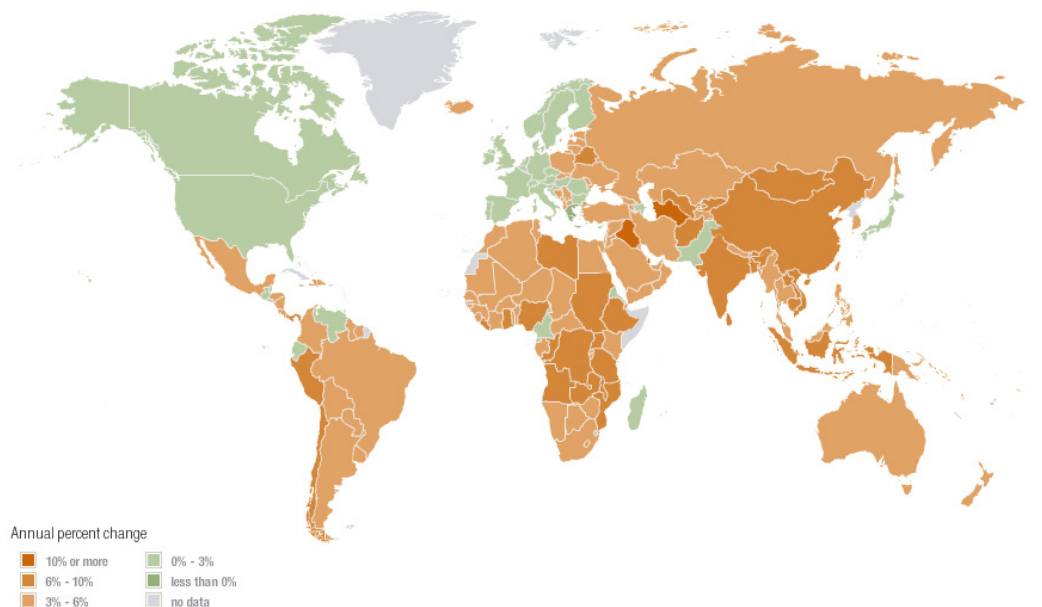 Annual percent change
10% or more
6% - 10%
3% - 6%
0% - 3%
less than 0%
no data